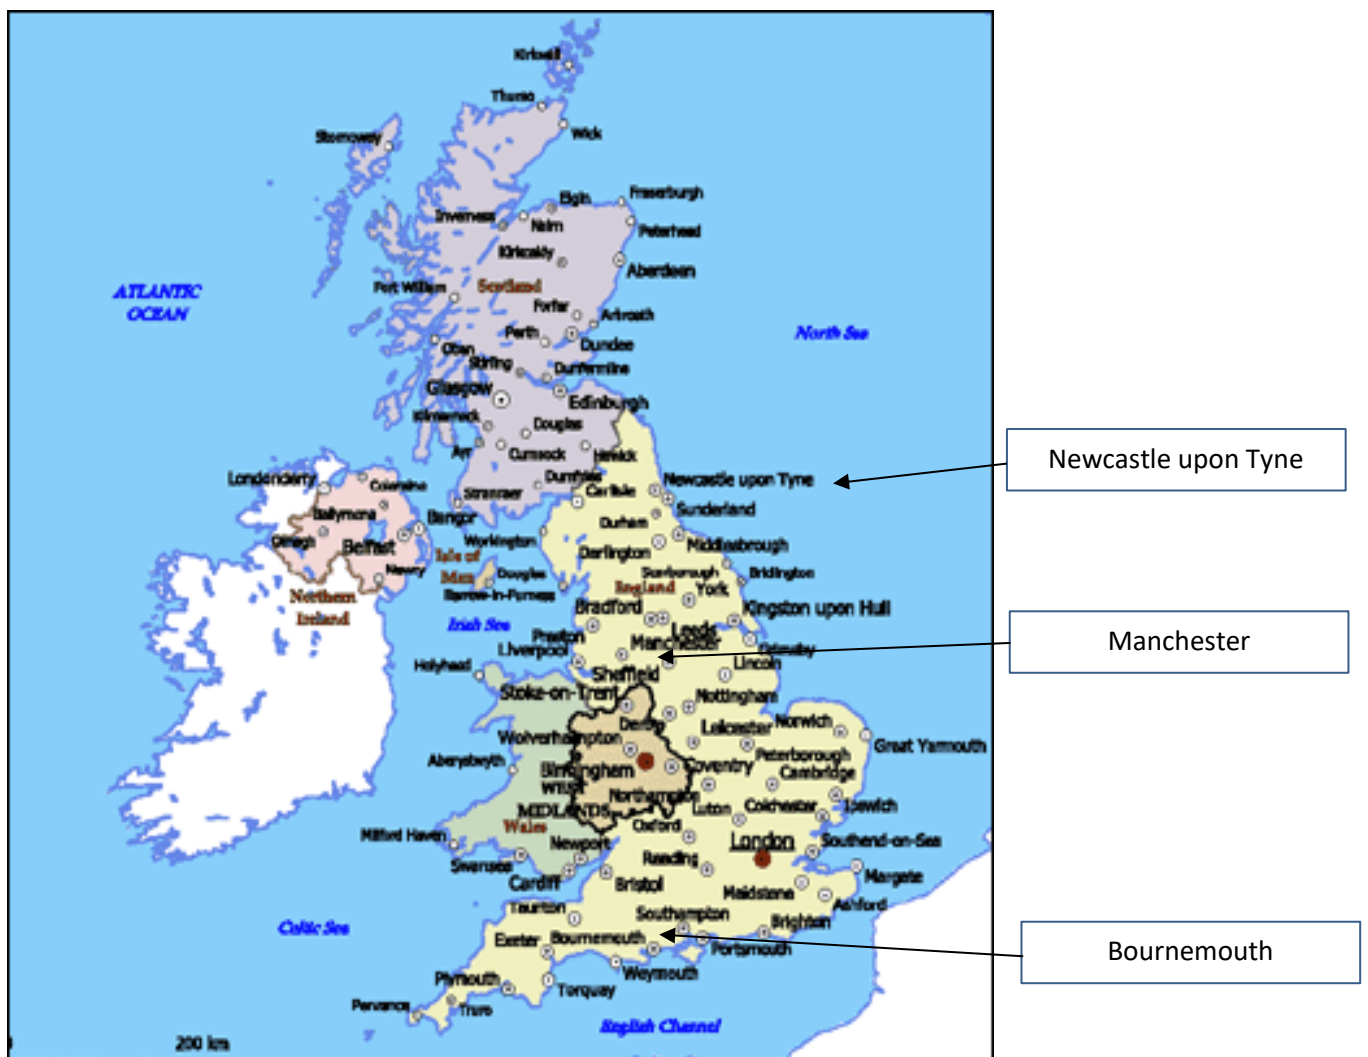 Kirkwall
Thurso
Wick
Stornoway
Elgin
Fraserburgh
Inverness
Nairn
Peterhead
Kirkcaldy
Aberdeen
ATLANTIC
OCEAN
Fort William
Scotland
Forfar
Arbroath
North Sea
Perth
Dundee
Oban
Stirling
Dunfermline
Glasgow
Edinburgh
Kilmarnock
Douglas
Ayr
Cumnock
Hawick
Newcastle upon Tyne
Londonderry
Coleraine
Dumfries
Carlisle
Newcastle upon Tyne
Stranraer
Sunderland
Ballymena
Bangor
Durham
Omagh
Belfast
Workington
Darlington
Middlesbrough
Isle of
Man
Douglas
Newry
Scarborough
Bridlington
Barrow-in-Furness
England
York
Northern
Ireland
Bradford
Kingston upon Hull
Irish Sea
Preston
Leeds
Manchester
Manchester
Grimsby
Liverpool
Holyhead
Sheffield
Lincoln
Stoke-on-Trent
Nottingham
Derby
Leicester
Norwich
Great Yarmouth
Wolverhampton
Peterborough
Aberystwyth
Birmingham
Coventry
Cambridge
WEST
MIDLANDS
Northampton
Luton
Colchester
Ipswich
Wales
Oxford
Milford Haven
London
Southend-on-Sea
Newport
Swansea
Reading
Cardiff
Bristol
Margate
Maidstone
Ashford
Taunton
Southampton
Brighton
Celtic Sea
Exeter
Bournemouth
Portsmouth
Bournemouth
Weymouth
Plymouth
Torquay
Penzance
Truro
English Channel
200 km